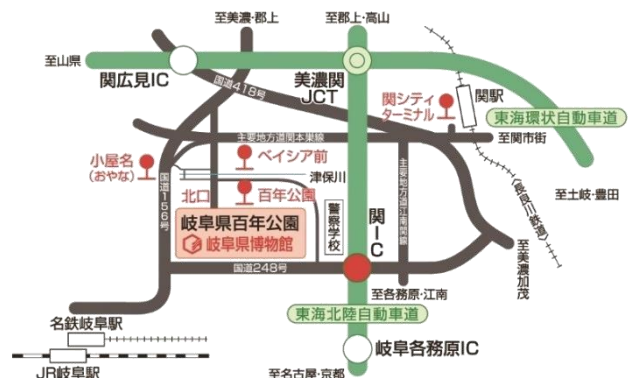 至美濃・郡上
至郡上・高山
至山県
関広見IC
美濃関
JCT
国道418号
関シティ
ターミナル
関駅
東海環状自動車道
主要地方道関本巣線
至関市街
小屋名
(おやな)
ベイシア前
津保川
北口
百年公園
国道156号
主要地方道江南関線
至土岐・豊田
〈長良川鉄道〉
岐阜県百年公園
岐阜県博物館
警察学校
関IC
国道248号
至美濃加茂
至各務原・江南
東海北陸自動車道
名鉄岐阜駅
JR岐阜駅
岐阜各務原IC
至名古屋・京都